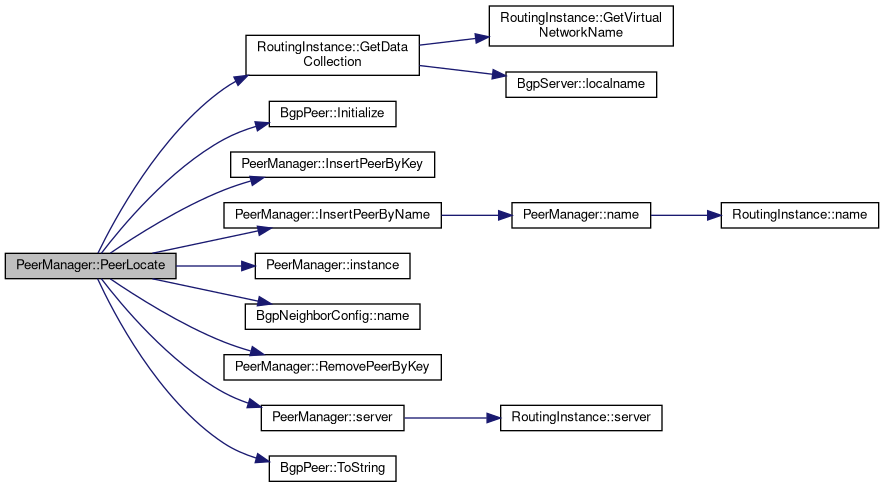 PeerManager::PeerLocate
RoutingInstance::GetData
Collection
RoutingInstance::GetVirtual
NetworkName
BgpServer::localname
BgpPeer::Initialize
PeerManager::InsertPeerByKey
PeerManager::InsertPeerByName
PeerManager::name
RoutingInstance::name
PeerManager::instance
BgpNeighborConfig::name
PeerManager::RemovePeerByKey
PeerManager::server
RoutingInstance::server
BgpPeer::ToString